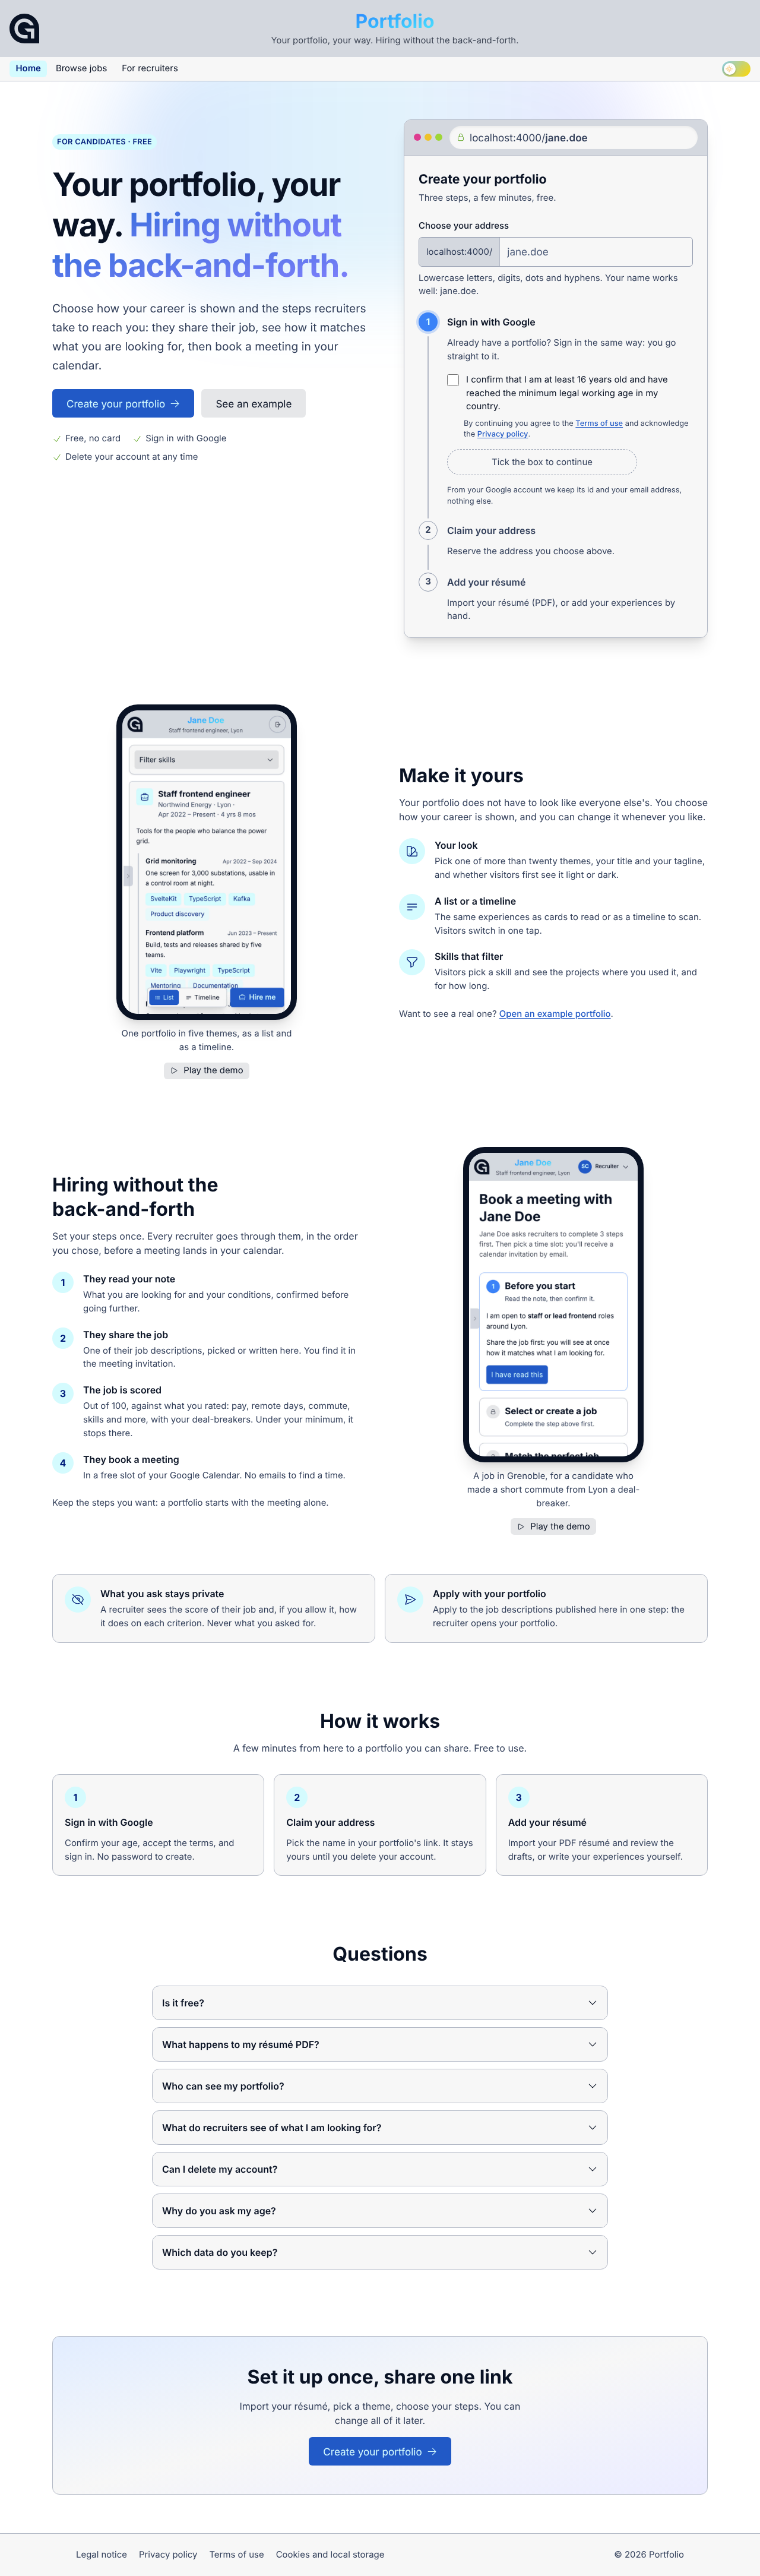 Portfolio
Your portfolio, your way. Hiring without the back-and-forth.
Home
Browse jobs
For recruiters
FOR CANDIDATES · FREE
Your portfolio, your
way. Hiring without
the back-and-forth.
Choose how your career is shown and the steps recruiters
take to reach you: they share their job, see how it matches
what you are looking for, then book a meeting in your
calendar.
Create your portfolio
See an example
Free, no card
Sign in with Google
Delete your account at any time
localhost:4000/jane.doe
Create your portfolio
Three steps, a few minutes, free.
Choose your address
localhost:4000/ jane.doe
Lowercase letters, digits, dots and hyphens. Your name works
well: jane.doe.
1 Sign in with Google
Already have a portfolio? Sign in the same way: you go
straight to it.
I confirm that I am at least 16 years old and have
reached the minimum legal working age in my
country.
By continuing you agree to the Terms of use and acknowledge
the Privacy policy.
Tick the box to continue
From your Google account we keep its id and your email address,
nothing else.
2 Claim your address
Reserve the address you choose above.
3 Add your résumé
Import your résumé (PDF), or add your experiences by
hand.
Jane Doe
Staff frontend engineer, Lyon
Filter skills
Staff frontend engineer
Northwind Energy · Lyon ·
Apr 2022 – Present · 4 yrs 8 mos
Tools for the people who balance the power
grid.
Grid monitoring Apr 2022 – Sep 2024
One screen for 3,000 substations, usable in
a control room at night.
SvelteKit TypeScript Kafka
Product discovery
Frontend platform Jun 2023 – Present
Build, tests and releases shared by five
teams.
Vite Playwright TypeScript
Mentoring Documentation
List Timeline Hire me
One portfolio in five themes, as a list and
as a timeline.
Play the demo
Make it yours
Your portfolio does not have to look like everyone else's. You choose
how your career is shown, and you can change it whenever you like.
Your look
Pick one of more than twenty themes, your title and your tagline,
and whether visitors first see it light or dark.
A list or a timeline
The same experiences as cards to read or as a timeline to scan.
Visitors switch in one tap.
Skills that filter
Visitors pick a skill and see the projects where you used it, and
for how long.
Want to see a real one? Open an example portfolio.
Hiring without the
back-and-forth
Set your steps once. Every recruiter goes through them, in the order
you chose, before a meeting lands in your calendar.
1 They read your note
What you are looking for and your conditions, confirmed before
going further.
2 They share the job
One of their job descriptions, picked or written here. You find it in
the meeting invitation.
3 The job is scored
Out of 100, against what you rated: pay, remote days, commute,
skills and more, with your deal-breakers. Under your minimum, it
stops there.
4 They book a meeting
In a free slot of your Google Calendar. No emails to find a time.
Keep the steps you want: a portfolio starts with the meeting alone.
Jane Doe
Staff frontend engineer, Lyon
SC Recruiter
Book a meeting with
Jane Doe
Jane Doe asks recruiters to complete 3 steps
first. Then pick a time slot: you'll receive a
calendar invitation by email.
1 Before you start
Read the note, then confirm it.
I am open to staff or lead frontend roles
around Lyon.
Share the job first: you will see at once
how it matches what I am looking for.
I have read this
Select or create a job
Complete the step above first.
Match the perfect job
A job in Grenoble, for a candidate who
made a short commute from Lyon a deal-
breaker.
Play the demo
What you ask stays private
A recruiter sees the score of their job and, if you allow it, how
it does on each criterion. Never what you asked for.
Apply with your portfolio
Apply to the job descriptions published here in one step: the
recruiter opens your portfolio.
How it works
A few minutes from here to a portfolio you can share. Free to use.
1
Sign in with Google
Confirm your age, accept the terms, and
sign in. No password to create.
2
Claim your address
Pick the name in your portfolio's link. It stays
yours until you delete your account.
3
Add your résumé
Import your PDF résumé and review the
drafts, or write your experiences yourself.
Questions
Is it free?
What happens to my résumé PDF?
Who can see my portfolio?
What do recruiters see of what I am looking for?
Can I delete my account?
Why do you ask my age?
Which data do you keep?
Set it up once, share one link
Import your résumé, pick a theme, choose your steps. You can
change all of it later.
Create your portfolio
Legal notice
Privacy policy
Terms of use
Cookies and local storage
© 2026 Portfolio